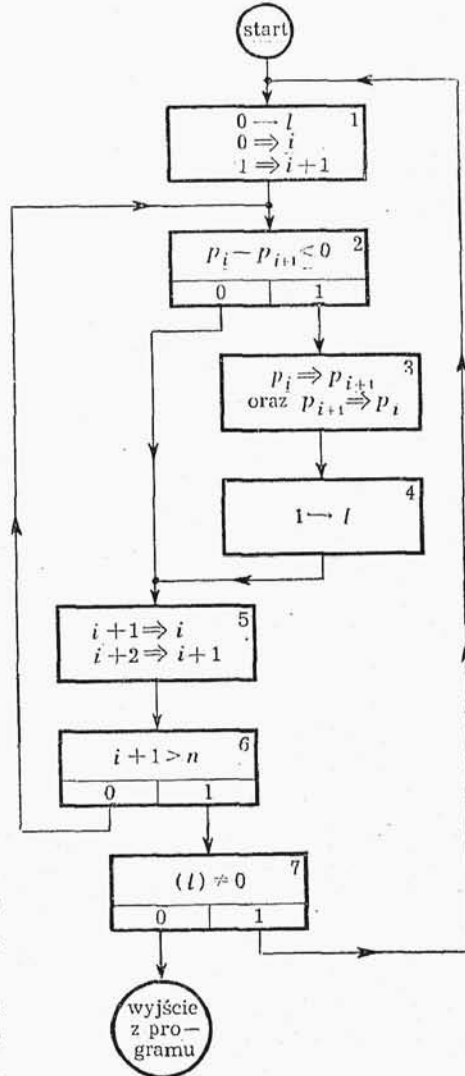 start
1
0 → l
0 ⇒ i
1 ⇒ i+1
2
p_i − p_{i+1} < 0
0 1
3
p_i ⇒ p_{i+1}
oraz p_{i+1} ⇒ p_i
4
1 → l
5
i+1 ⇒ i
i+2 ⇒ i+1
6
i+1 > n
0 1
7
(l) ≠ 0
0 1
wyjście
z pro-
gramu